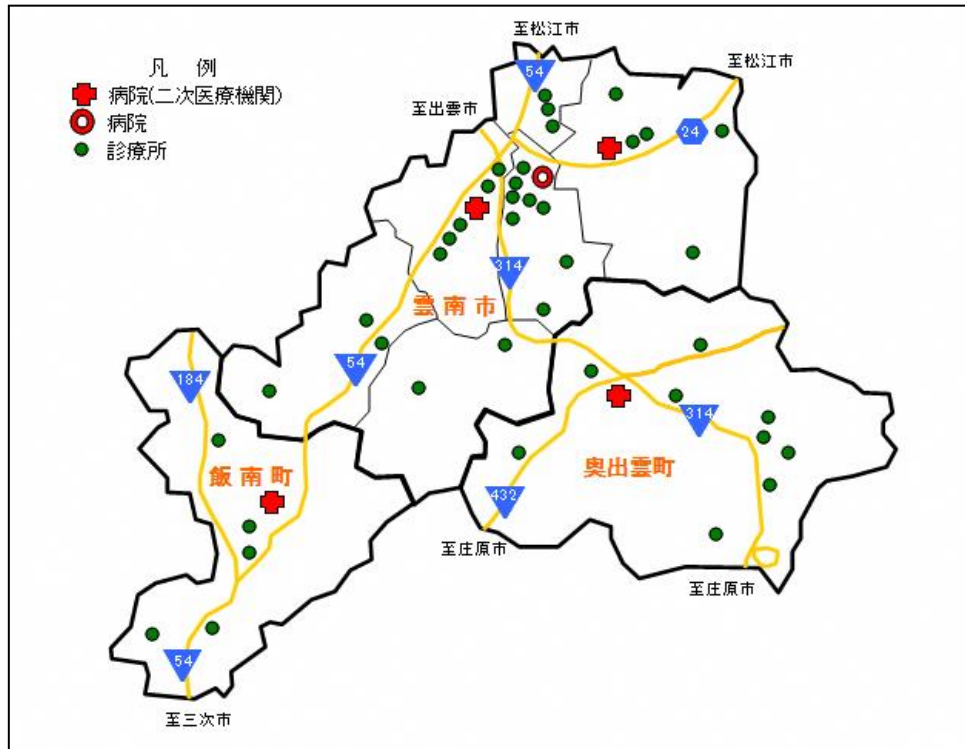 至松江市
凡 例
54
至松江市
病院(二次医療機関)
至出雲市
病院
24
診療所
314
雲南市
54
184
314
飯南町
奥出雲町
432
至庄原市
至庄原市
54
至三次市